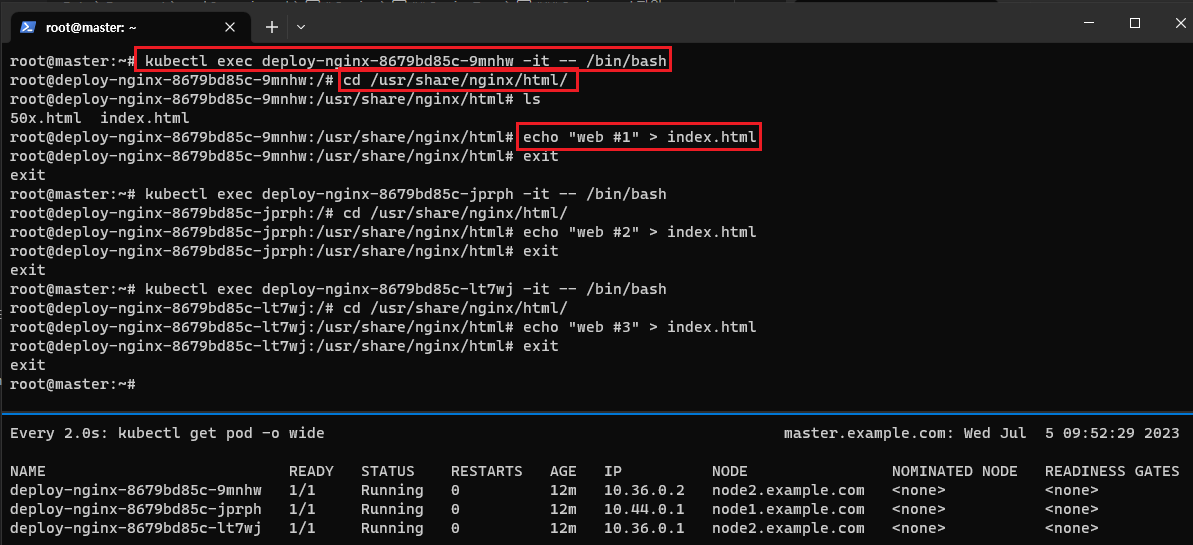 root@master: ~
root@master:~# kubectl exec deploy-nginx-8679bd85c-9mnhw -it -- /bin/bash
root@deploy-nginx-8679bd85c-9mnhw:/# cd /usr/share/nginx/html/
root@deploy-nginx-8679bd85c-9mnhw:/usr/share/nginx/html# ls
50x.html  index.html
root@deploy-nginx-8679bd85c-9mnhw:/usr/share/nginx/html# echo "web #1" > index.html
root@deploy-nginx-8679bd85c-9mnhw:/usr/share/nginx/html# exit
exit
root@master:~# kubectl exec deploy-nginx-8679bd85c-jprph -it -- /bin/bash
root@deploy-nginx-8679bd85c-jprph:/# cd /usr/share/nginx/html/
root@deploy-nginx-8679bd85c-jprph:/usr/share/nginx/html# echo "web #2" > index.html
root@deploy-nginx-8679bd85c-jprph:/usr/share/nginx/html# exit
exit
root@master:~# kubectl exec deploy-nginx-8679bd85c-lt7wj -it -- /bin/bash
root@deploy-nginx-8679bd85c-lt7wj:/# cd /usr/share/nginx/html/
root@deploy-nginx-8679bd85c-lt7wj:/usr/share/nginx/html# echo "web #3" > index.html
root@deploy-nginx-8679bd85c-lt7wj:/usr/share/nginx/html# exit
exit
root@master:~#
Every 2.0s: kubectl get pod -o wide    master.example.com: Wed Jul  5 09:52:29 2023
NAME    READY   STATUS    RESTARTS   AGE   IP    NODE    NOMINATED NODE   READINESS GATES
deploy-nginx-8679bd85c-9mnhw   1/1   Running   0   12m   10.36.0.2   node2.example.com   <none>   <none>
deploy-nginx-8679bd85c-jprph   1/1   Running   0   12m   10.44.0.1   node1.example.com   <none>   <none>
deploy-nginx-8679bd85c-lt7wj   1/1   Running   0   12m   10.36.0.1   node2.example.com   <none>   <none>